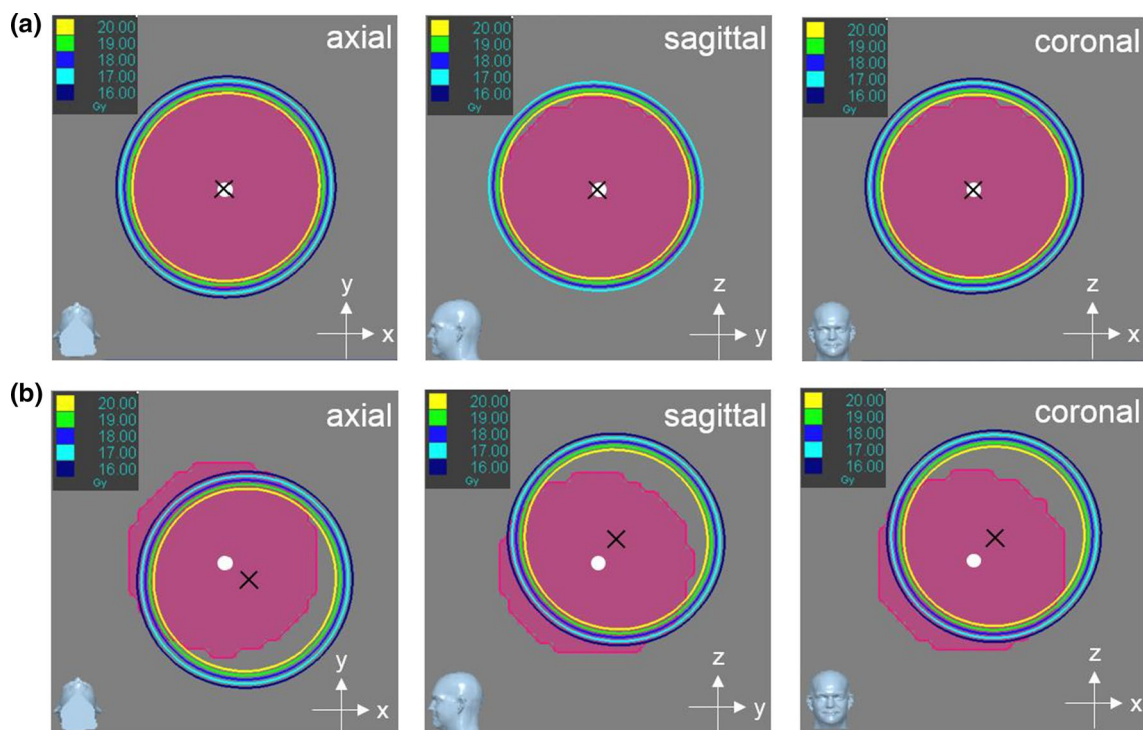 (a)
20.00
19.00
18.00
17.00
16.00
Gy
axial
y
x
20.00
19.00
18.00
17.00
16.00
Gy
sagittal
z
y
20.00
19.00
18.00
17.00
16.00
Gy
coronal
z
x
(b)
20.00
19.00
18.00
17.00
16.00
Gy
axial
y
x
20.00
19.00
18.00
17.00
16.00
Gy
sagittal
z
y
20.00
19.00
18.00
17.00
16.00
Gy
coronal
z
x